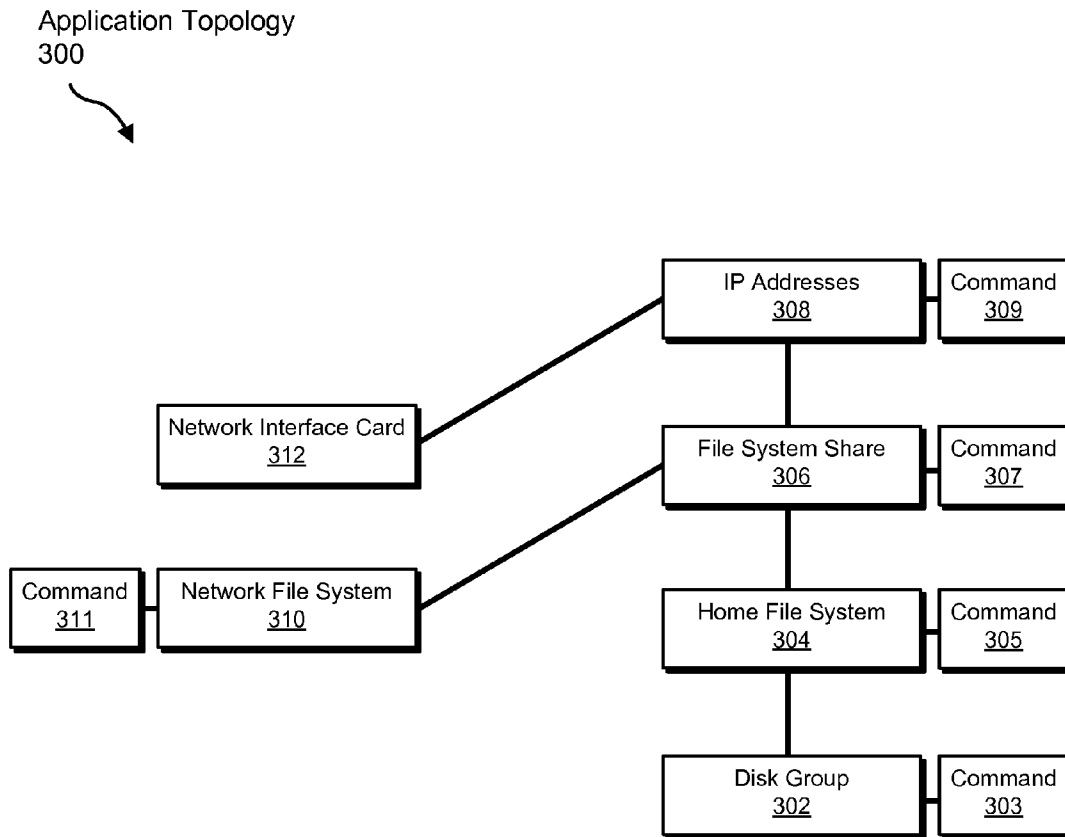 Application Topology
300
IP Addresses
308
Command
309
Network Interface Card
312
File System Share
306
Command
307
Command
311
Network File System
310
Home File System
304
Command
305
Disk Group
302
Command
303